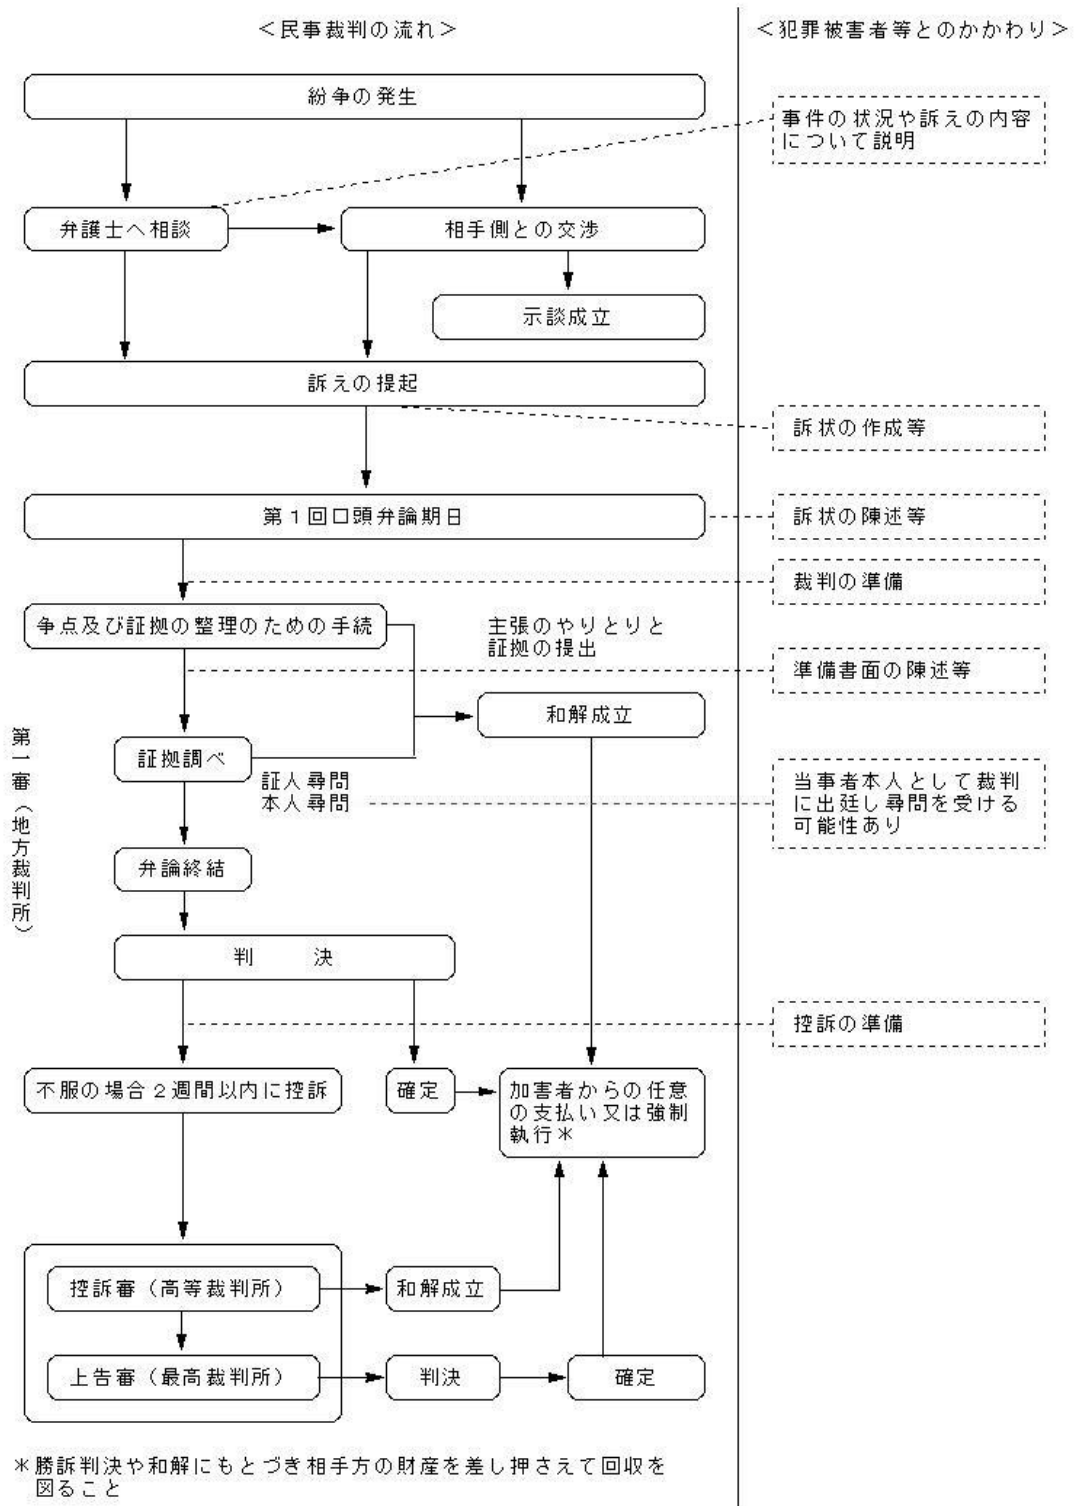 ＜民事裁判の流れ＞
＜犯罪被害者等とのかかわり＞
紛争の発生
事件の状況や訴えの内容
について説明
弁護士へ相談
相手側との交渉
示談成立
訴えの提起
訴状の作成等
第１回口頭弁論期日
訴状の陳述等
裁判の準備
争点及び証拠の整理のための手続
主張のやりとりと
証拠の提出
準備書面の陳述等
和解成立
第一審（地方裁判所）
証拠調べ
証人尋問
本人尋問
当事者本人として裁判
に出廷し尋問を受ける
可能性あり
弁論終結
判　　決
控訴の準備
不服の場合２週間以内に控訴
確定
加害者からの任意
の支払い又は強制
執行＊
控訴審（高等裁判所）
和解成立
上告審（最高裁判所）
判決
確定
＊勝訴判決や和解にもとづき相手方の財産を差し押さえて回収を
図ること